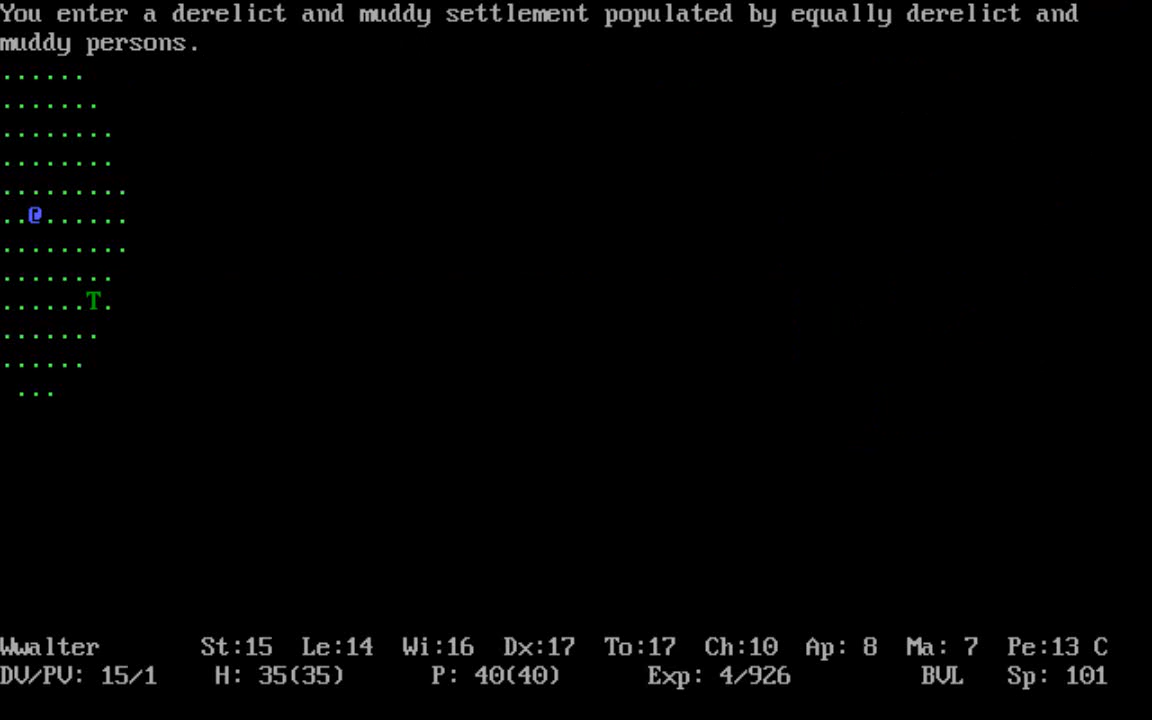 You enter a derelict and muddy settlement populated by equally derelict and
muddy persons.
......
.......
........
........
.........
..@......
.........
........
......T.
.......
......
...
Wwalter St:15 Le:14 Wi:16 Dx:17 To:17 Ch:10 Ap: 8 Ma: 7 Pe:13 C
DV/PV: 15/1 H: 35(35) P: 40(40) Exp: 4/926 BVL Sp: 101